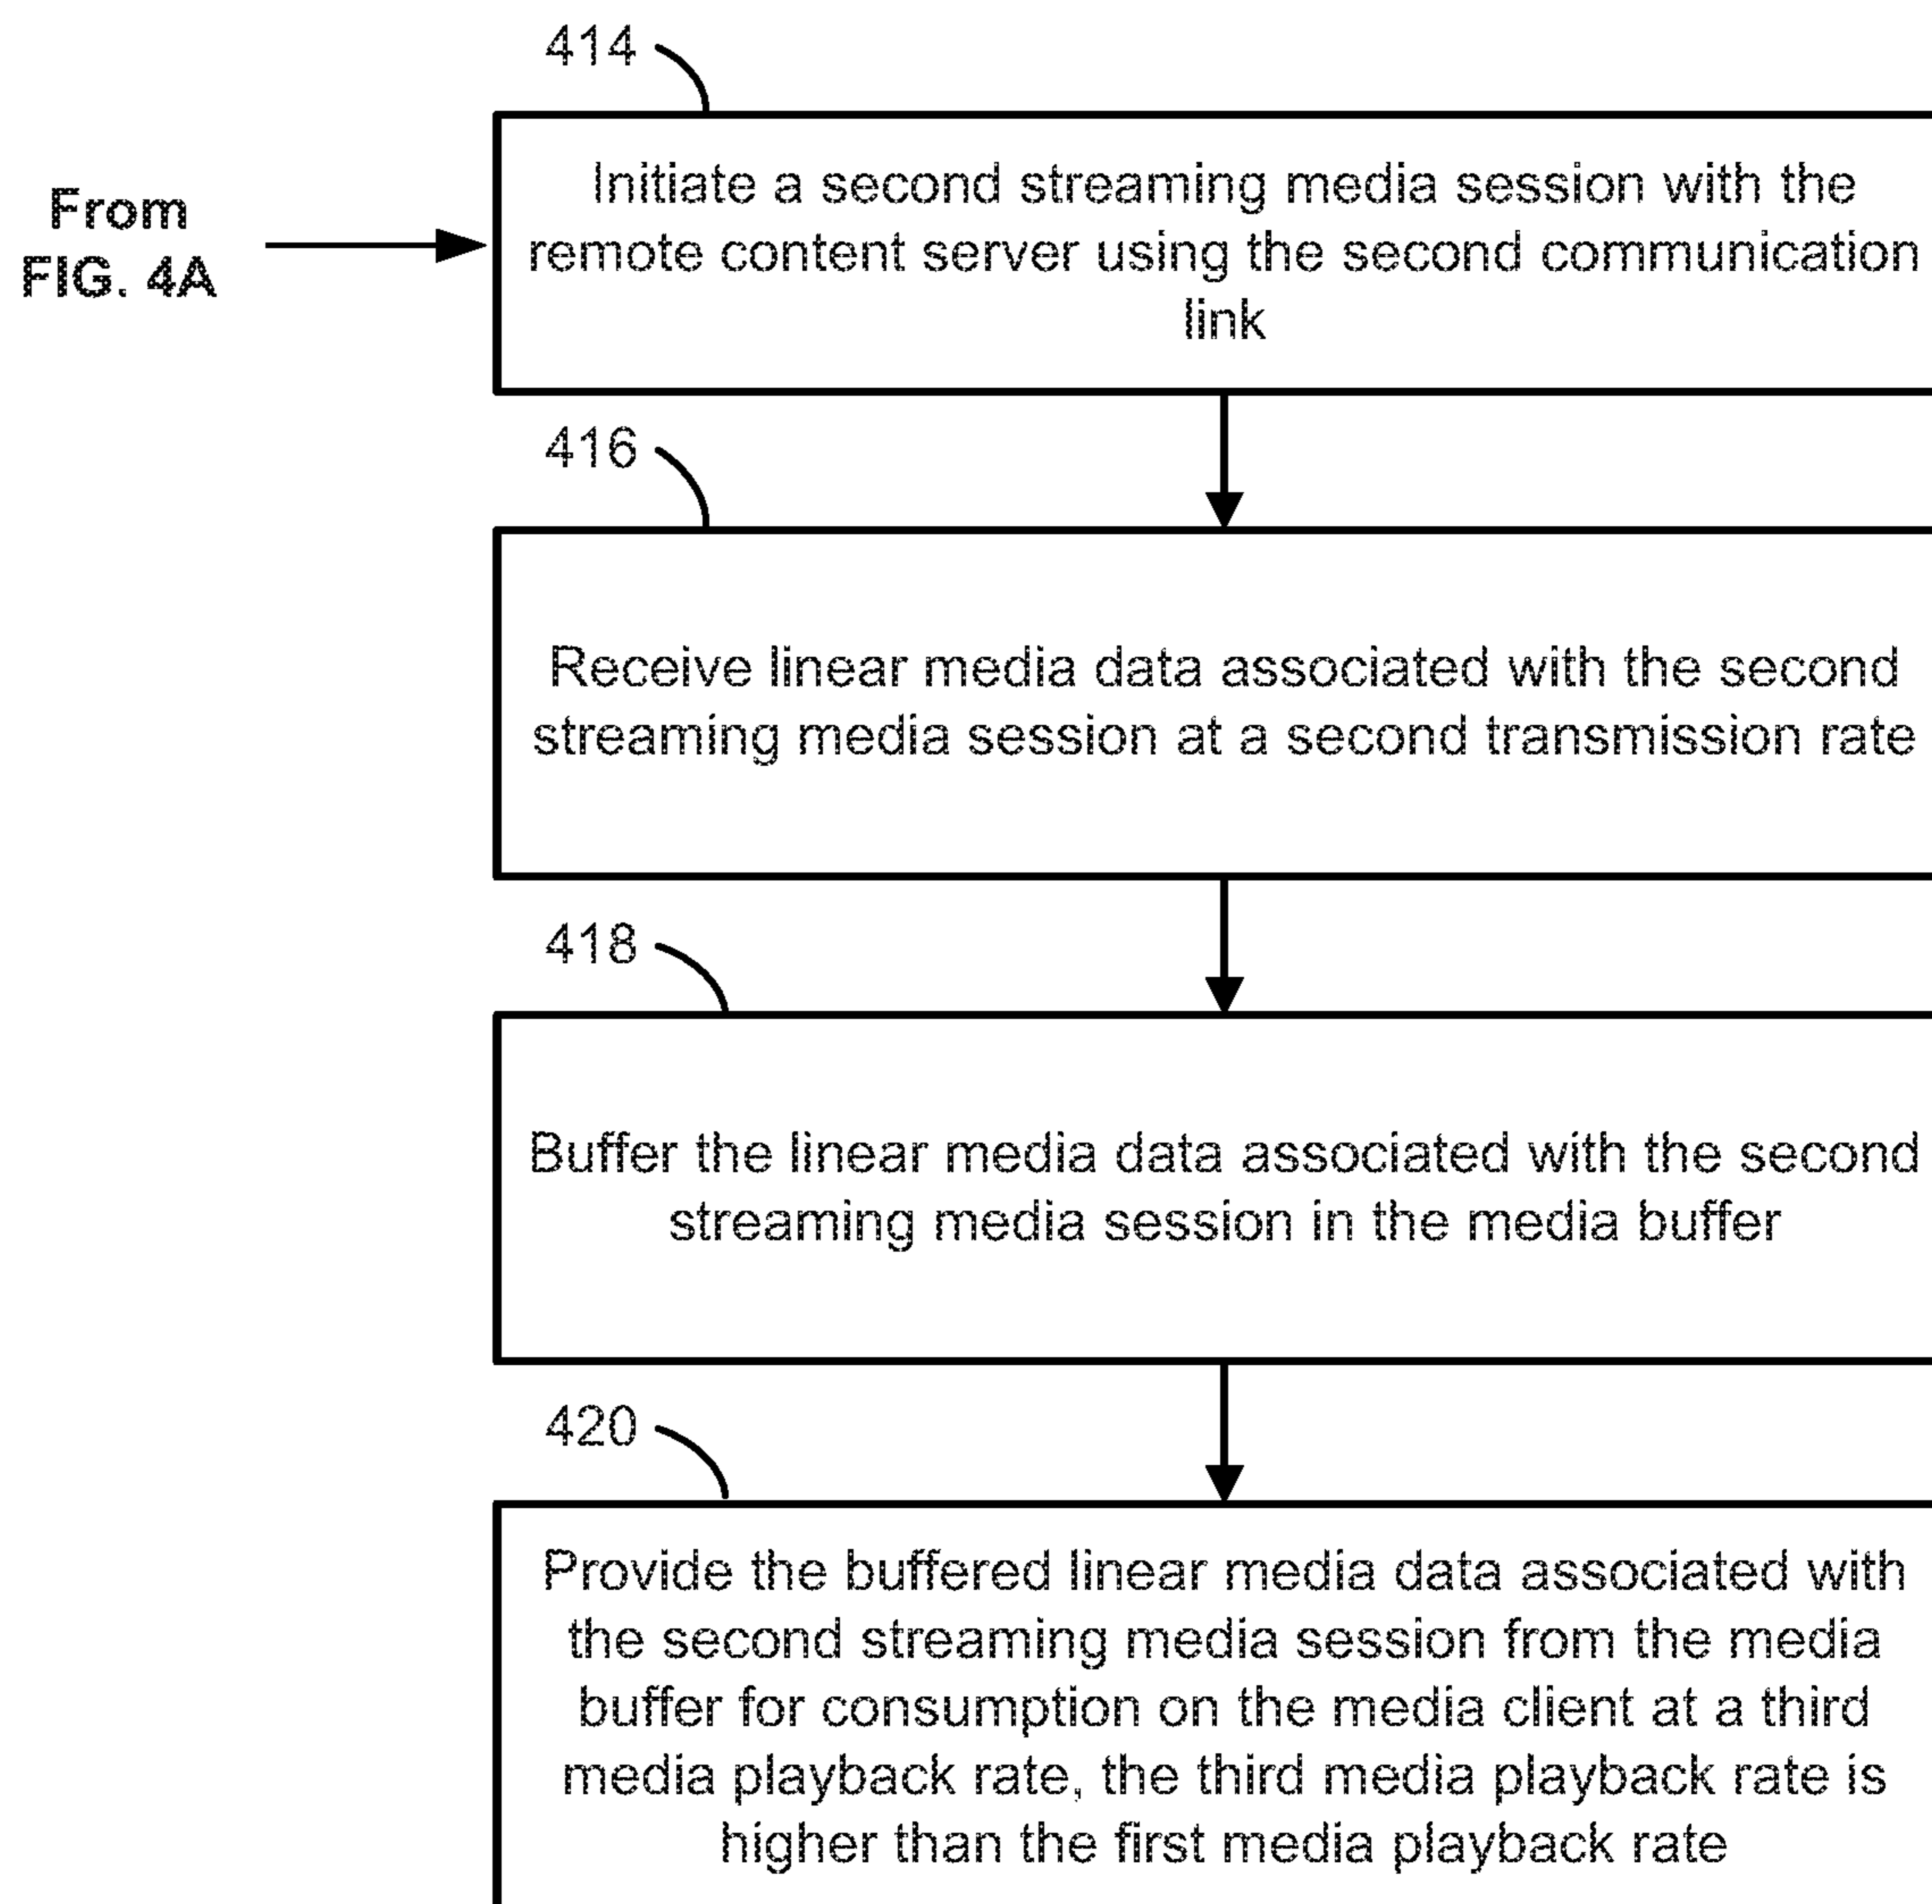 414
From
FIG. 4A
Initiate a second streaming media session with the
remote content server using the second communication
link
416
Receive linear media data associated with the second
streaming media session at a second transmission rate
418
Buffer the linear media data associated with the second
streaming media session in the media buffer
420
Provide the buffered linear media data associated with
the second streaming media session from the media
buffer for consumption on the media client at a third
media playback rate, the third media playback rate is
higher than the first media playback rate